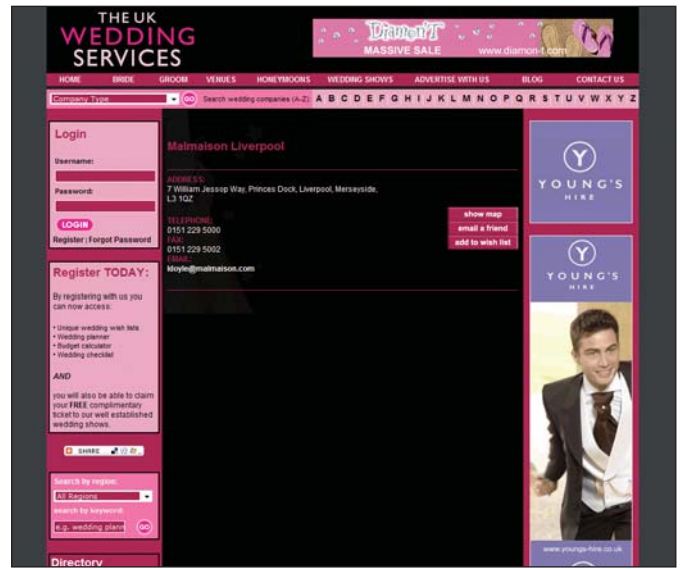 THE UK
WEDDING
SERVICES
Diamon'T
MASSIVE SALE www.diamon-t.com
HOME BRIDE GROOM VENUES HONEYMOONS WEDDING SHOWS ADVERTISE WITH US BLOG CONTACT US
Company Type GO Search wedding companies (A-Z): A B C D E F G H I J K L M N O P Q R S T U V W X Y Z
Login
Username:
Password:
LOGIN
Register | Forgot Password
Register TODAY:
By registering with us you
can now access:
• Unique wedding wish lists
• Wedding planner
• Budget calculator
• Wedding checklist
AND
you will also be able to claim
your FREE complimentary
ticket to our well established
wedding shows.
SHARE
Search by region:
All Regions
search by keyword:
e.g. wedding plann GO
Directory
Malmaison Liverpool
ADDRESS:
7 William Jessop Way, Princes Dock, Liverpool, Merseyside,
L3 1QZ
TELEPHONE:
0151 229 5000
FAX:
0151 229 5002
EMAIL:
kloyle@malmaison.com
show map
email a friend
add to wish list
Y
YOUNG'S
HIRE
Y
YOUNG'S
HIRE
www.youngs-hire.co.uk